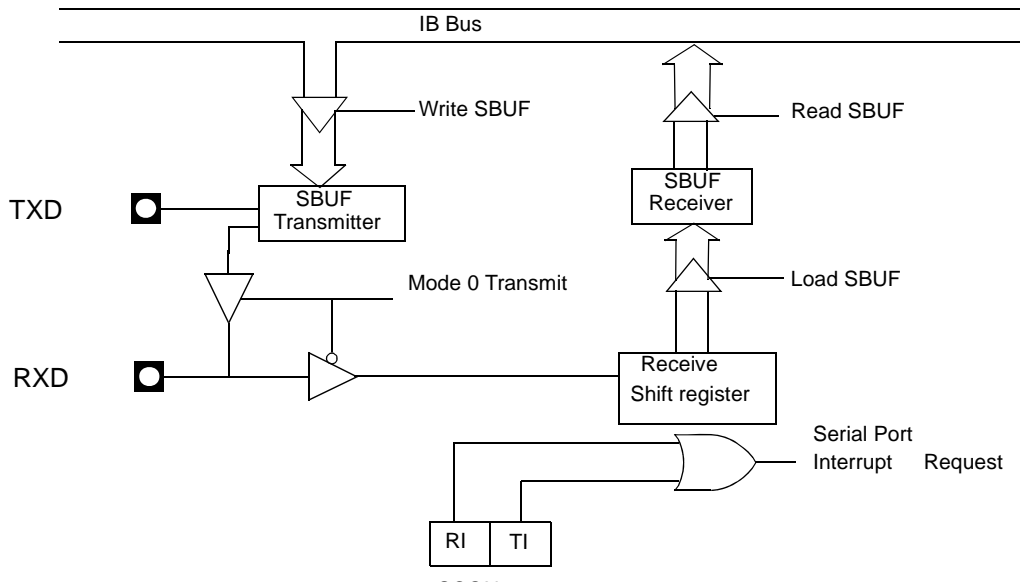 IB Bus
Write SBUF
Read SBUF
TXD
SBUF
Transmitter
SBUF
Receiver
Load SBUF
Mode 0 Transmit
RXD
Receive
Shift register
Serial Port
Interrupt Request
RI TI